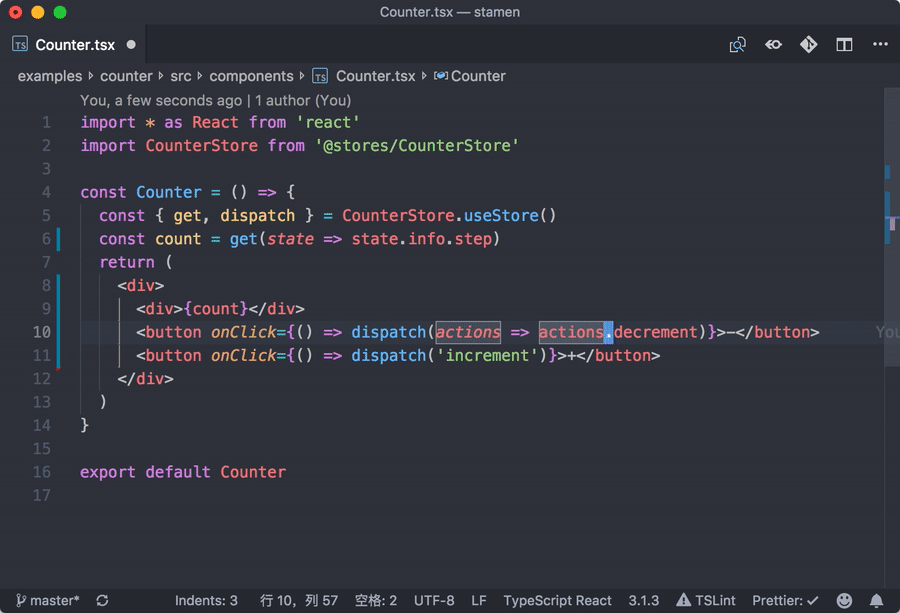 Counter.tsx — stamen
TS Counter.tsx
examples counter src components TS Counter.tsx Counter
You, a few seconds ago | 1 author (You)
1 import * as React from 'react'
2 import CounterStore from '@stores/CounterStore'
3
4 const Counter = () => {
5 const { get, dispatch } = CounterStore.useStore()
6 const count = get(state => state.info.step)
7 return (
8 <div>
9 <div>{count}</div>
10 <button onClick={() => dispatch(actions => actions.decrement)}>-</button> You
11 <button onClick={() => dispatch('increment')}>+</button>
12 </div>
13 )
14 }
15
16 export default Counter
17
master* Indents: 3 行 10，列 57 空格: 2 UTF-8 LF TypeScript React 3.1.3 TSLint Prettier: ✓